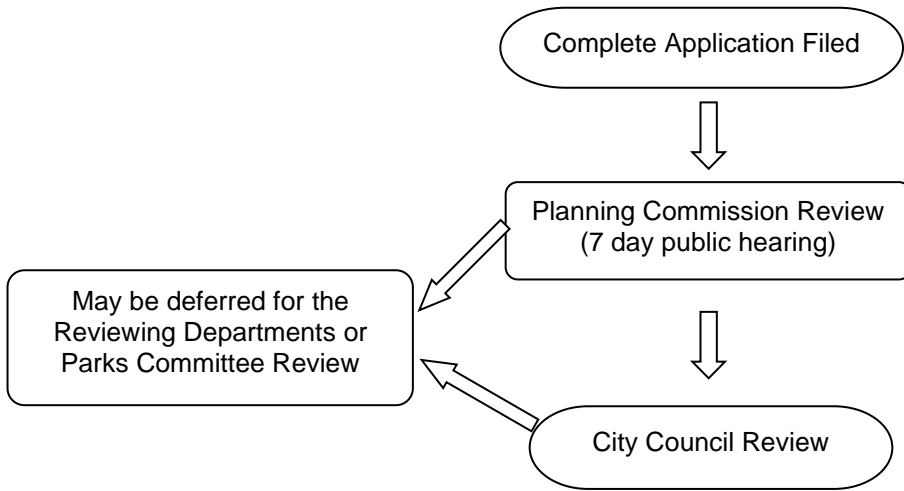 Complete Application Filed
Planning Commission Review
(7 day public hearing)
May be deferred for the
Reviewing Departments or
Parks Committee Review
City Council Review